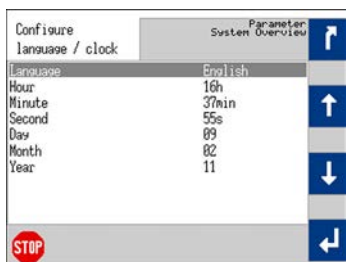 Configure
language / clock
Parameter
System Overview
Language English
Hour 16h
Minute 37min
Second 55s
Day 09
Month 02
Year 11
STOP